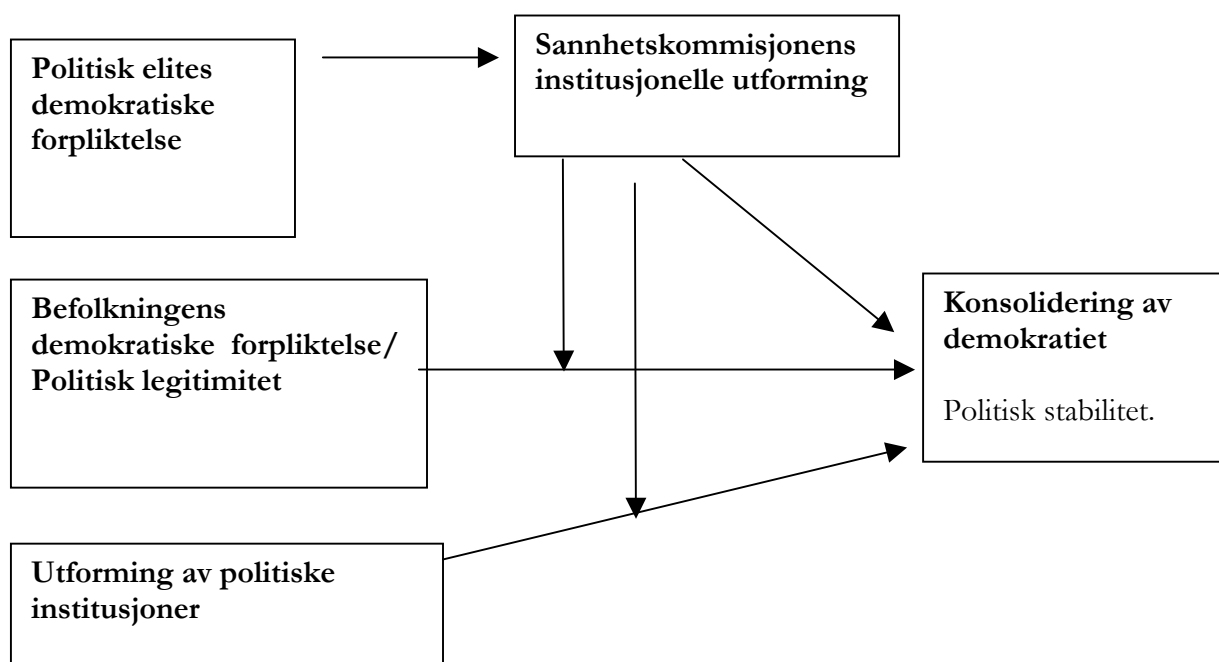 Politisk elites
demokratiske
forpliktelse
Sannhetskommisjonens
institusjonelle utforming
Befolkningens
demokratiske forpliktelse/
Politisk legitimitet
Konsolidering av
demokratiet
Politisk stabilitet.
Utforming av politiske
institusjoner